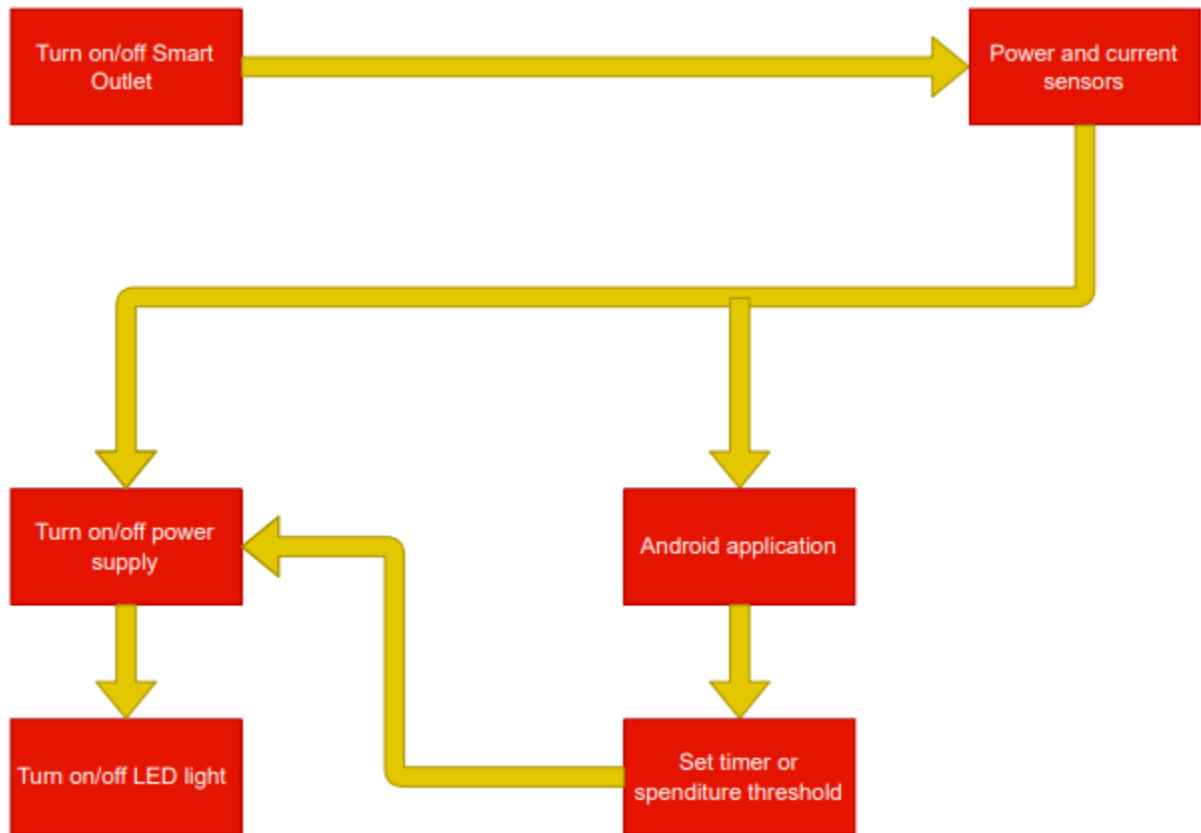 Turn on/off Smart
Outlet
Power and current
sensors
Turn on/off power
supply
Android application
Turn on/off LED light
Set timer or
spenditure threshold